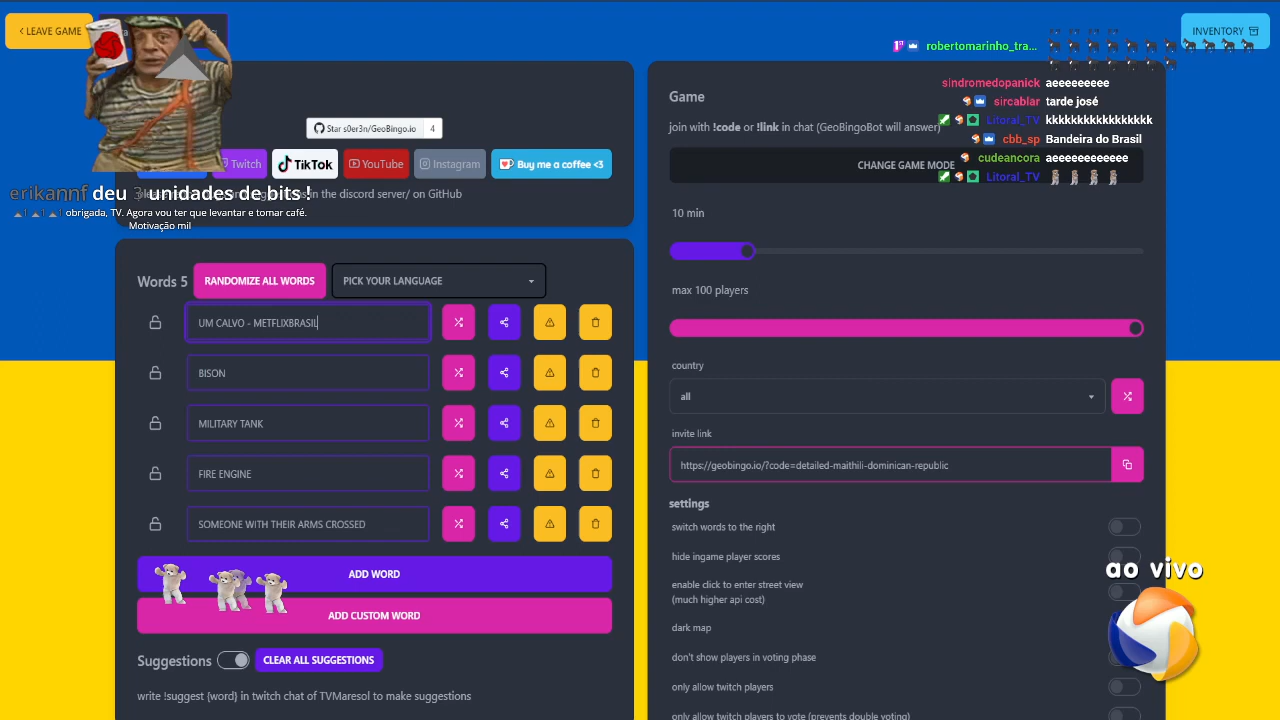 LEAVE GAME
INVENTORY
robertomarinho_tra...
sindromedopanick aeeeeeeeee
sircablar tarde josé
Litoral_TV kkkkkkkkkkkkkkkkk
cbb_sp Bandeira do Brasil
cudeancora aeeeeeeeeeeee
Litoral_TV
Star s0er3n/GeoBingo.io 4
Twitch TikTok YouTube Instagram Buy me a coffee <3
in the discord server/ on GitHub
erikannf deu 3 unidades de bits !
obrigada, TV. Agora vou ter que levantar e tomar café.
Motivação mil
Words 5 RANDOMIZE ALL WORDS PICK YOUR LANGUAGE
UM CALVO - METFLIXBRASIL
BISON
MILITARY TANK
FIRE ENGINE
SOMEONE WITH THEIR ARMS CROSSED
ADD WORD
ADD CUSTOM WORD
Suggestions CLEAR ALL SUGGESTIONS
write !suggest {word} in twitch chat of TVMaresol to make suggestions
Game
join with !code or !link in chat (GeoBingoBot will answer)
CHANGE GAME MODE
10 min
max 100 players
country
all
invite link
https://geobingo.io/?code=detailed-maithili-dominican-republic
settings
switch words to the right
hide ingame player scores
enable click to enter street view
(much higher api cost)
dark map
don't show players in voting phase
only allow twitch players
only allow twitch players to vote (prevents double voting)
ao vivo